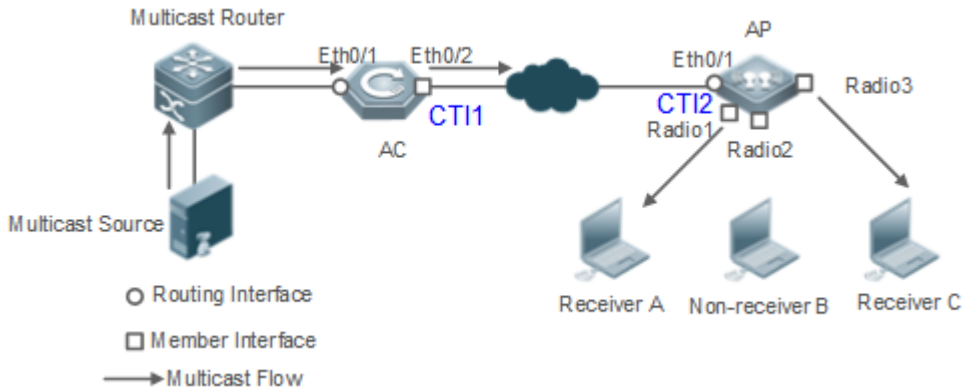 Multicast Router
AP
Eth0/1
Eth0/2
Eth0/1
Radio3
CTI1
CTI2
Radio1
AC
Radio2
Multicast Source
Routing Interface
Receiver A
Non-receiver B
Receiver C
Member Interface
Multicast Flow